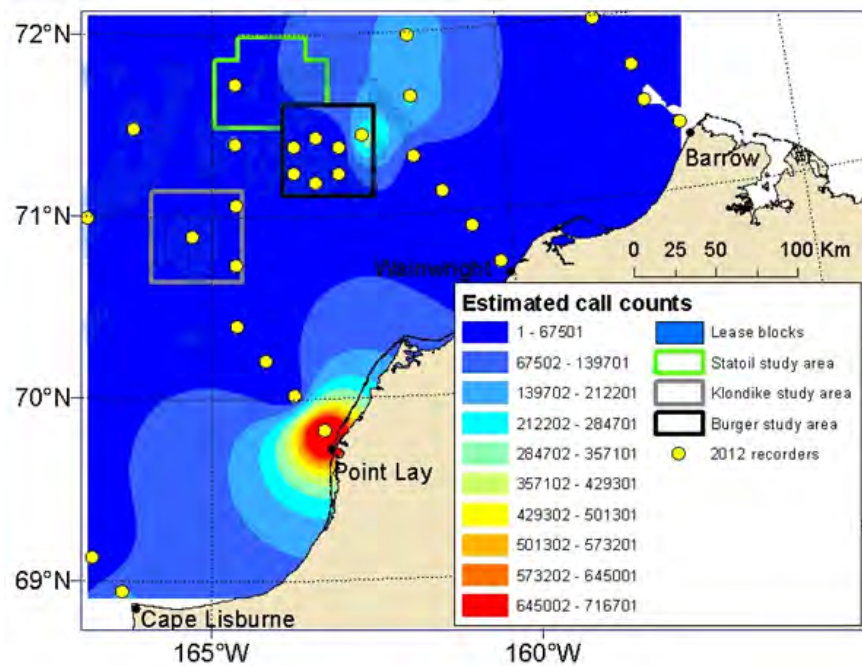 72°N
71°N
70°N
69°N
165°W
160°W
Barrow
Wainwright
Point Lay
Cape Lisburne
0 25 50 100 Km
Estimated call counts
1 - 67501
67502 - 139701
139702 - 212201
212202 - 284701
284702 - 357101
357102 - 429301
429302 - 501301
501302 - 573201
573202 - 645001
645002 - 716701
Lease blocks
Statoil study area
Klondike study area
Burger study area
2012 recorders